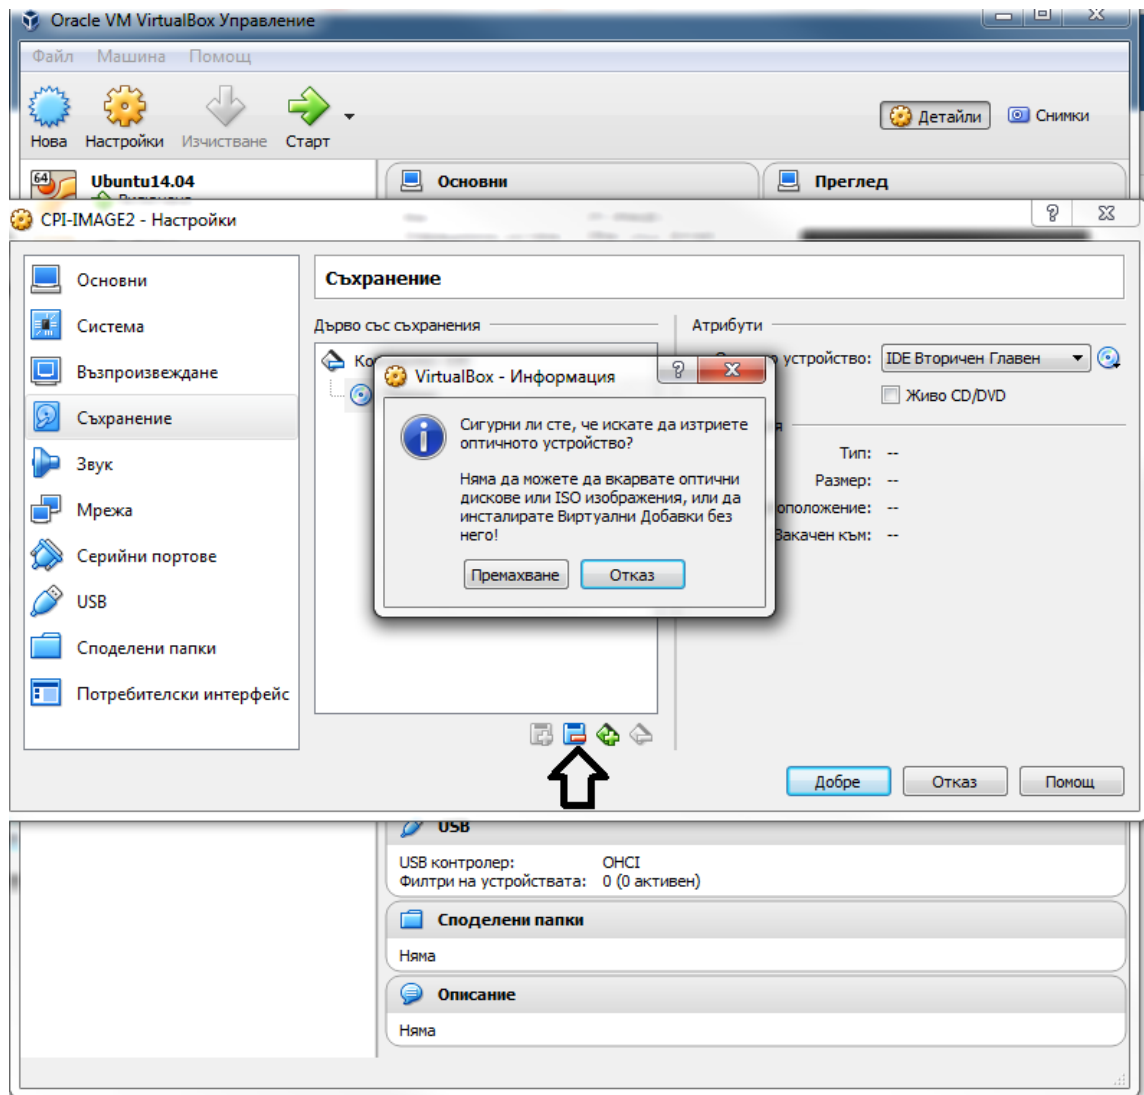 Oracle VM VirtualBox Управление
Файл Машина Помощ
Нова Настройки Изчистване Старт
Детайли Снимки
64 Ubuntu14.04
Основни Преглед
CPI-IMAGE2 - Настройки
Основни
Система
Възпроизвеждане
Съхранение
Звук
Мрежа
Серийни портове
USB
Споделени папки
Потребителски интерфейс
Съхранение
Дърво със съхранения
Атрибути
устройство: IDE Вторичен Главен
Живо CD/DVD
Тип: --
Размер: --
оположение: --
Закачен към: --
VirtualBox - Информация
Сигурни ли сте, че искате да изтриете
оптичното устройство?
Няма да можете да вкарвате оптични
дискове или ISO изображения, или да
инсталирате Виртуални Добавки без
него!
Премахване Отказ
Добре Отказ Помощ
USB
USB контролер: OHCI
Филтри на устройствата: 0 (0 активен)
Споделени папки
Няма
Описание
Няма